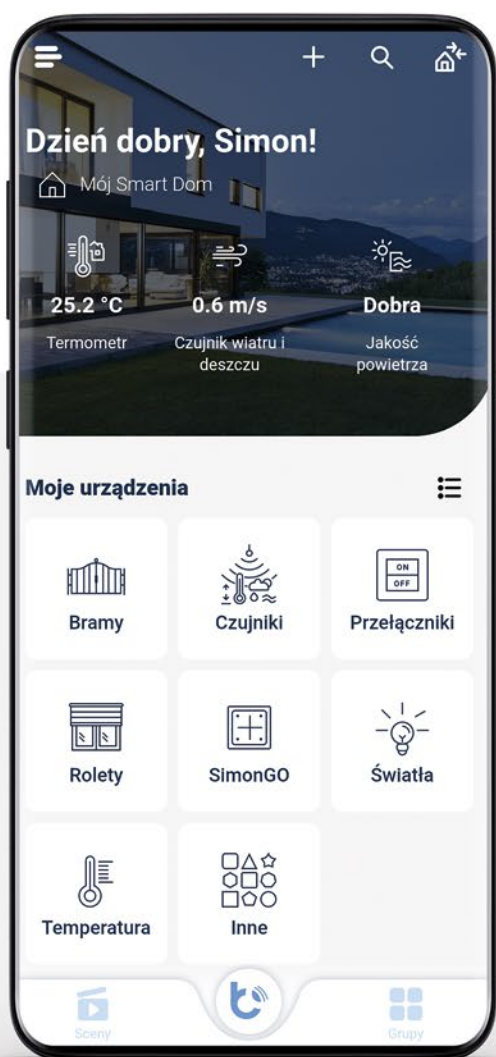 Dzień dobry, Simon!
Mój Smart Dom
25.2 °C
0.6 m/s
Dobra
Termometr
Czujnik wiatru i
deszczu
Jakość
powietrza
Moje urządzenia
Bramy
Czujniki
ON
OFF
Przełączniki
Rolety
SimonGO
Światła
Temperatura
Inne
Sceny
Grupy